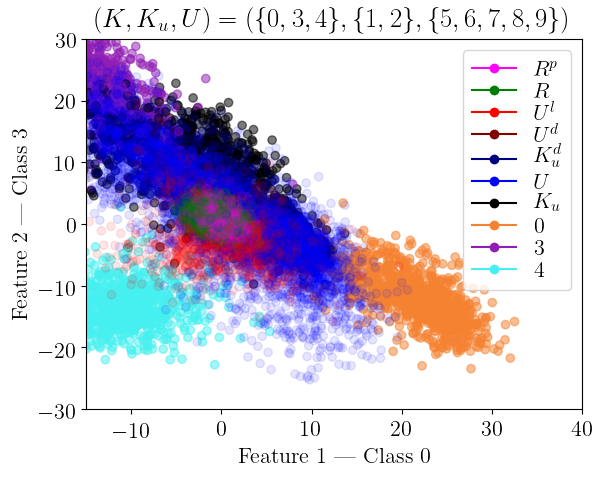 (K, K_u, U) = ({0, 3, 4}, {1, 2}, {5, 6, 7, 8, 9})
30
20
10
0
−10
−20
−30
Feature 2 — Class 3
R^p
R
U^l
U^d
K_u^d
U
K_u
0
3
4
−10
0
10
20
30
40
Feature 1 — Class 0